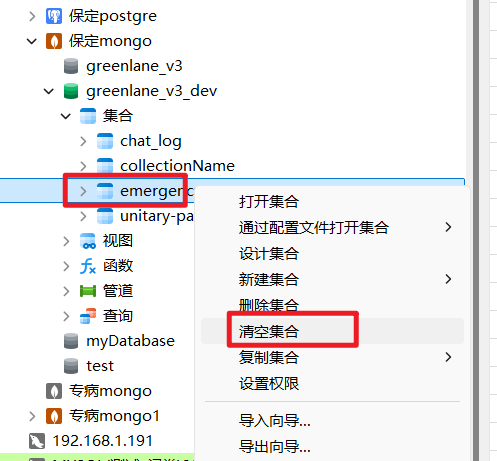 保定postgre
保定mongo
greenlane_v3
greenlane_v3_dev
集合
chat_log
collectionName
emergenc
打开集合
unitary-pa
通过配置文件打开集合
视图
设计集合
函数
新建集合
管道
删除集合
查询
清空集合
myDatabase
复制集合
test
设置权限
专病mongo
专病mongo1
导入向导...
192.168.1.191
导出向导...